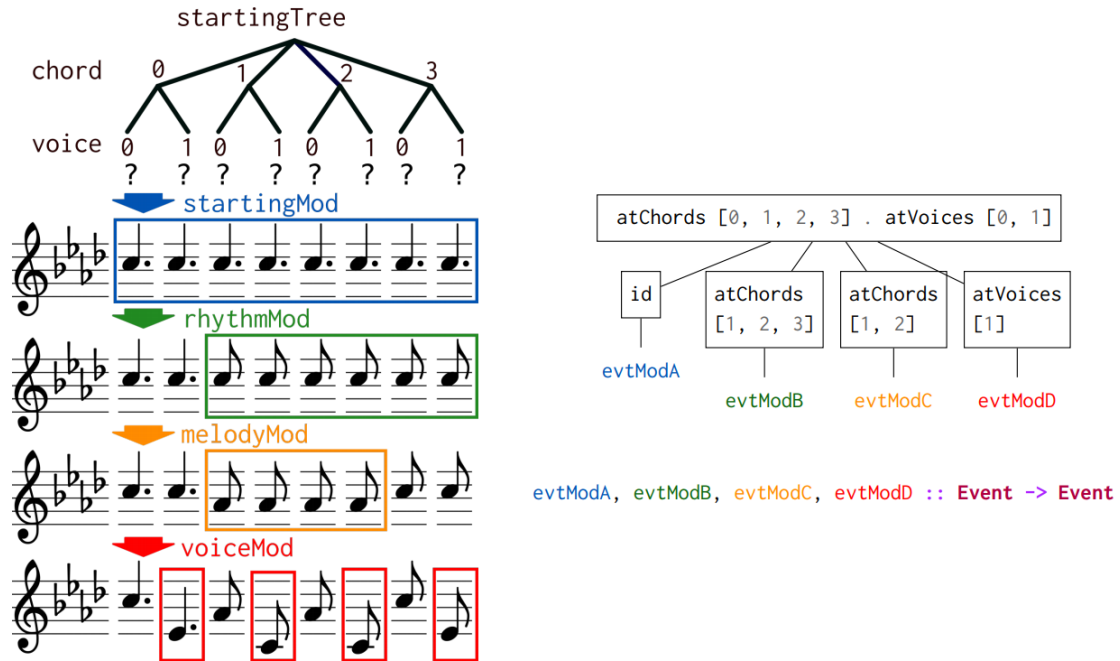 startingTree
chord 0 1 2 3
voice 0 1 0 1 0 1 0 1
? ? ? ? ? ? ? ?
startingMod
rhythmMod
melodyMod
voiceMod
atChords [0, 1, 2, 3] . atVoices [0, 1]
id
atChords
[1, 2, 3]
atChords
[1, 2]
atVoices
[1]
evtModA
evtModB
evtModC
evtModD
evtModA, evtModB, evtModC, evtModD :: Event -> Event